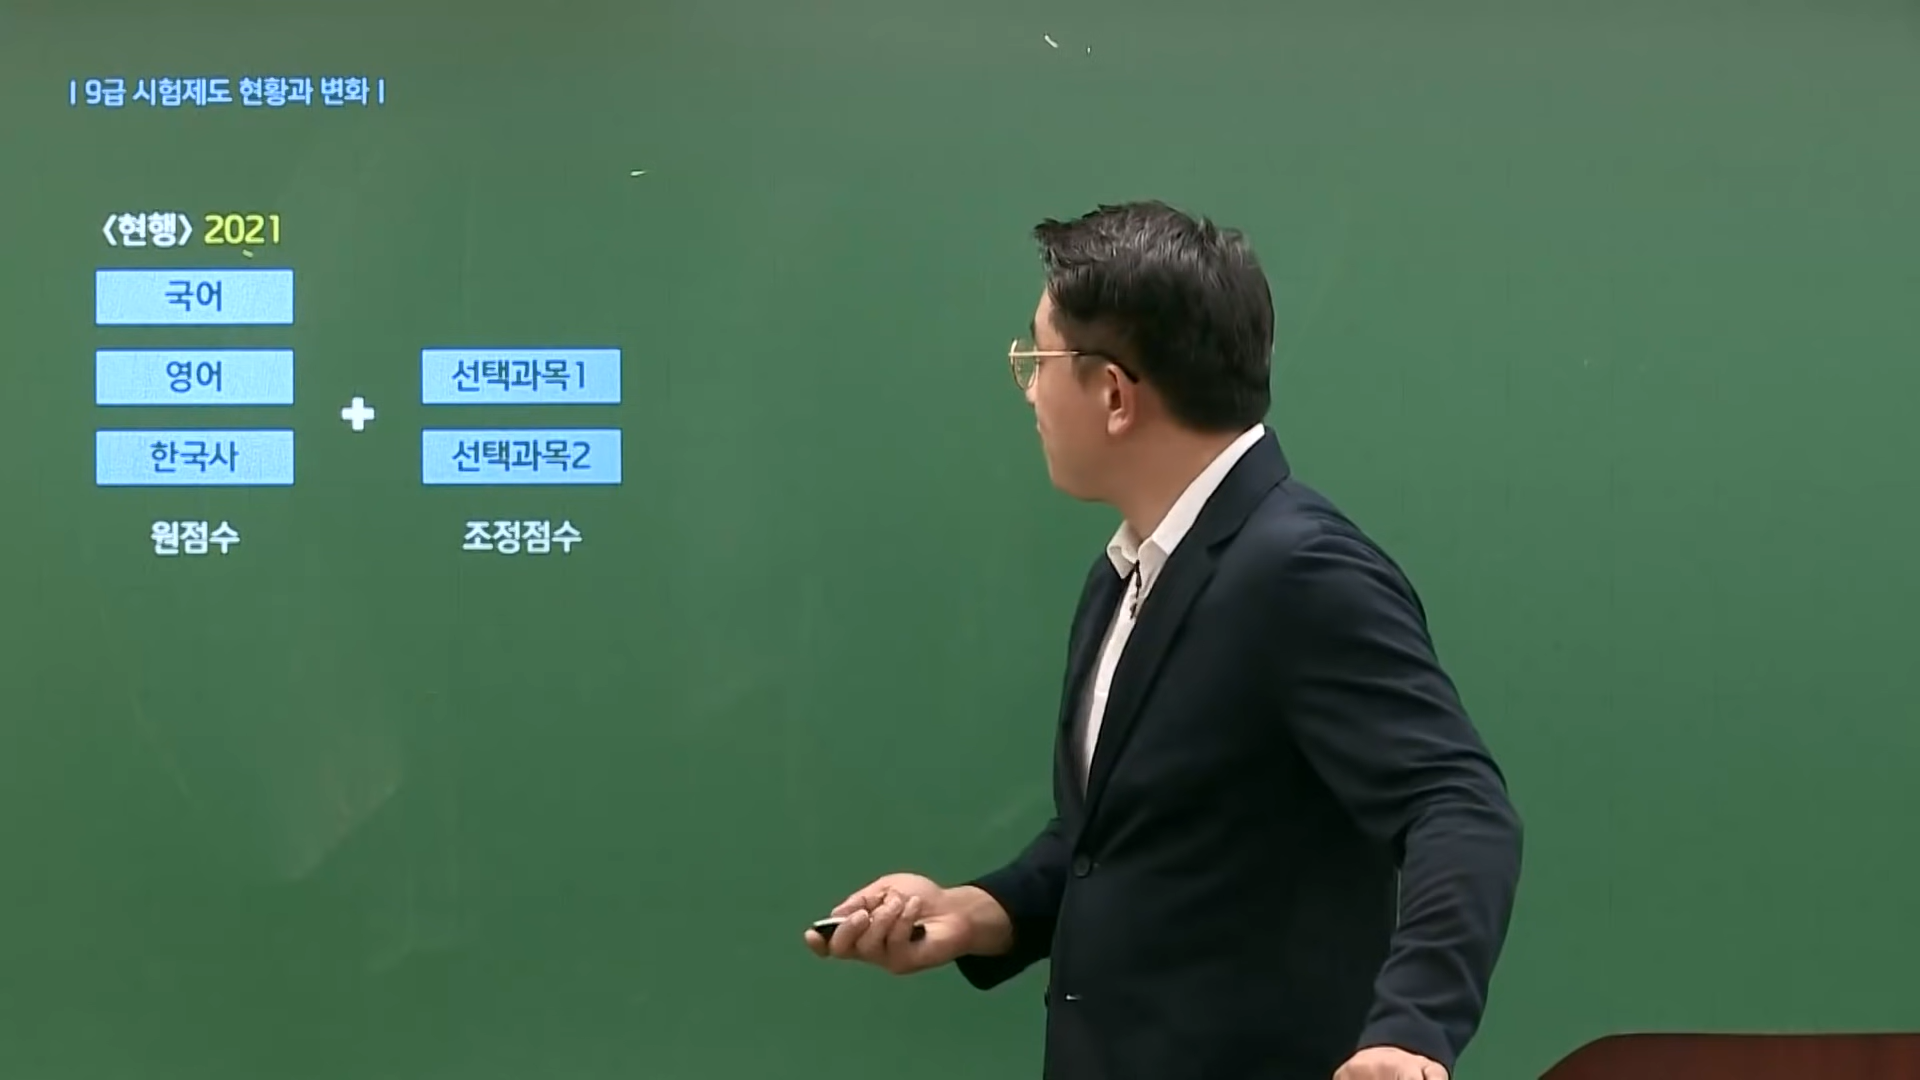 | 9급 시험제도 현황과 변화 |
<현행> 2021
국어
영어
한국사
원점수
+
선택과목1
선택과목2
조정점수